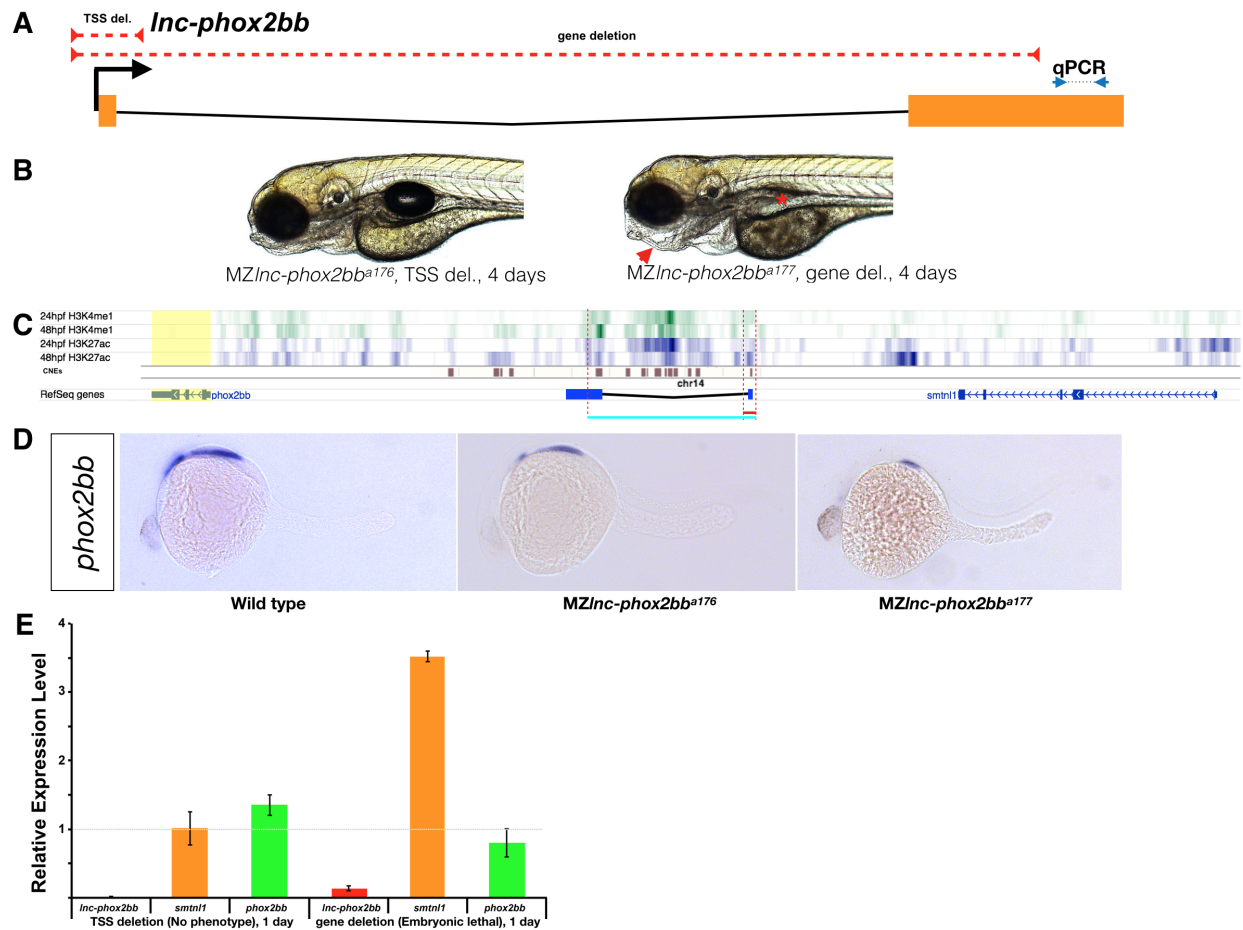 A
TSS del.
lnc-phox2bb
gene deletion
qPCR
B
MZlnc-phox2bba176, TSS del., 4 days
MZlnc-phox2bba177, gene del., 4 days
*
C
24hpf H3K4me1
48hpf H3K4me1
24hpf H3K27ac
48hpf H3K27ac
CNEs
chr14
RefSeq genes
phox2bb
smtnl1
D
phox2bb
Wild type
MZlnc-phox2bba176
MZlnc-phox2bba177
E
Relative Expression Level
4
3
2
1
lnc-phox2bb smtnl1 phox2bb lnc-phox2bb smtnl1 phox2bb
TSS deletion (No phenotype), 1 day gene deletion (Embryonic lethal), 1 day